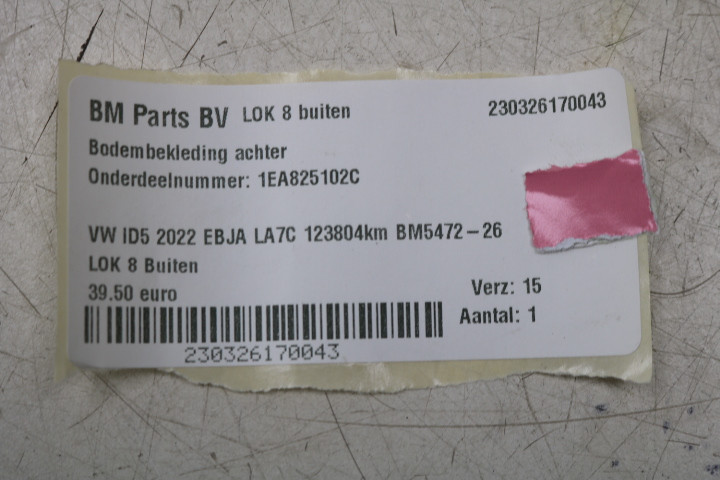 BM Parts BV LOK 8 buiten 230326170043
Bodembekleding achter
Onderdeelnummer: 1EA825102C
VW ID5 2022 EBJA LA7C 123804km BM5472-26
LOK 8 Buiten
39.50 euro Verz: 15
Aantal: 1
230326170043